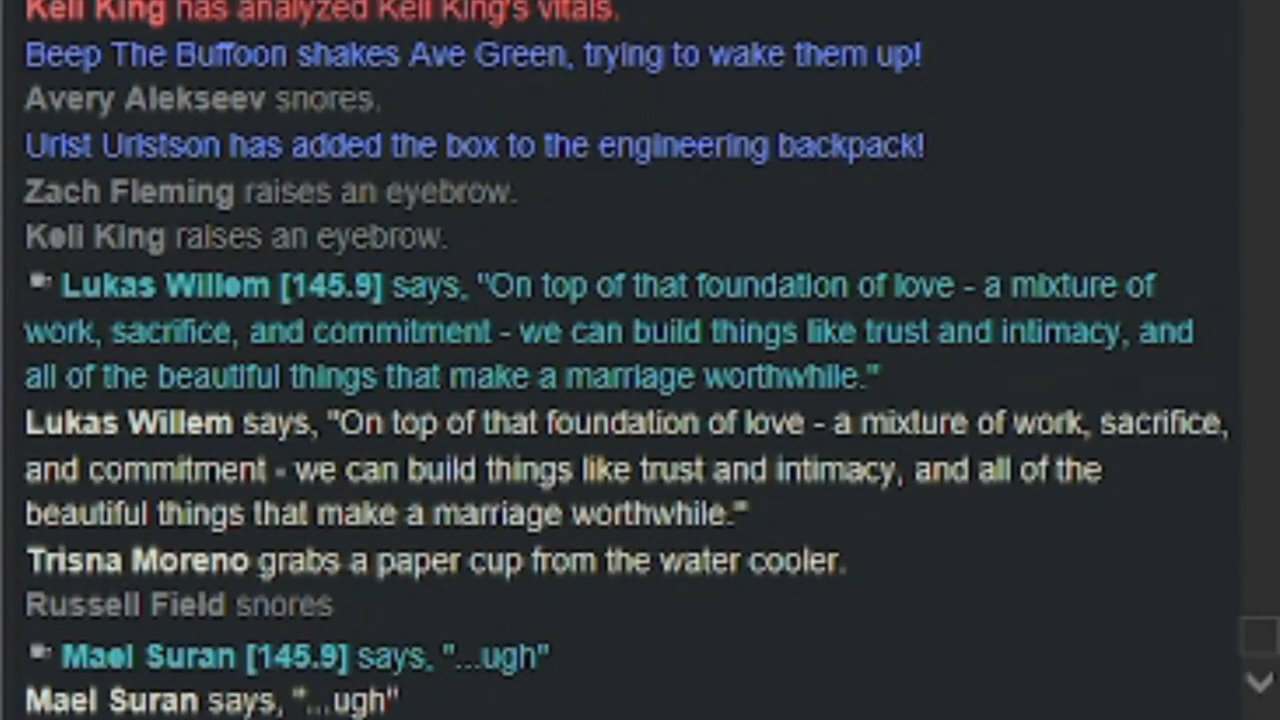 Keli King has analyzed Keli King's vitals.
Beep The Buffoon shakes Ave Green, trying to wake them up!
Avery Alekseev snores.
Urist Uristson has added the box to the engineering backpack!
Zach Fleming raises an eyebrow.
Keli King raises an eyebrow.
Lukas Willem [145.9] says, "On top of that foundation of love - a mixture of
work, sacrifice, and commitment - we can build things like trust and intimacy, and
all of the beautiful things that make a marriage worthwhile."
Lukas Willem says, "On top of that foundation of love - a mixture of work, sacrifice,
and commitment - we can build things like trust and intimacy, and all of the
beautiful things that make a marriage worthwhile."
Trisna Moreno grabs a paper cup from the water cooler.
Russell Field snores
Mael Suran [145.9] says, "...ugh"
Mael Suran says, "...ugh"